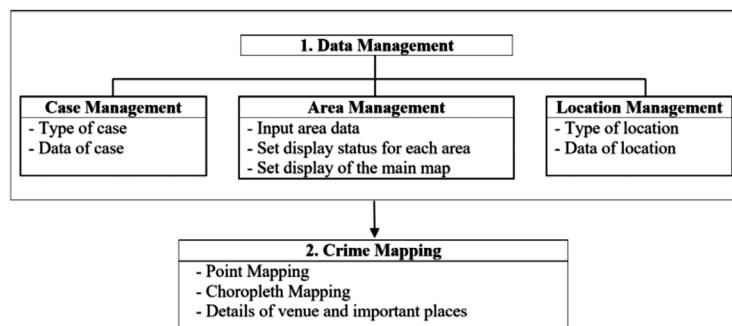 1. Data Management
Case Management
- Type of case
- Data of case
Area Management
- Input area data
- Set display status for each area
- Set display of the main map
Location Management
- Type of location
- Data of location
2. Crime Mapping
- Point Mapping
- Choropleth Mapping
- Details of venue and important places